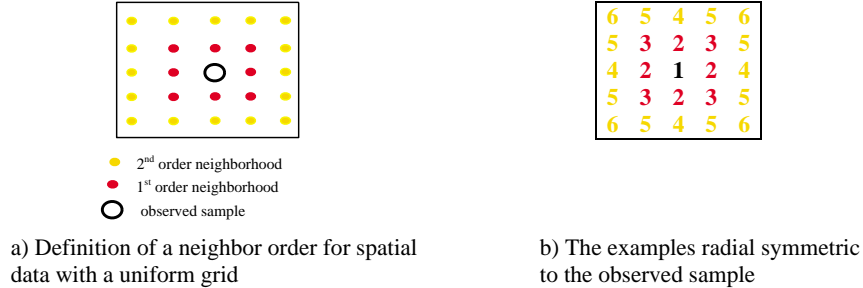 6 5 4 5 6
5 3 2 3 5
4 2 1 2 4
5 3 2 3 5
6 5 4 5 6
2nd order neighborhood
1st order neighborhood
observed sample
a) Definition of a neighbor order for spatial
data with a uniform grid
b) The examples radial symmetric
to the observed sample